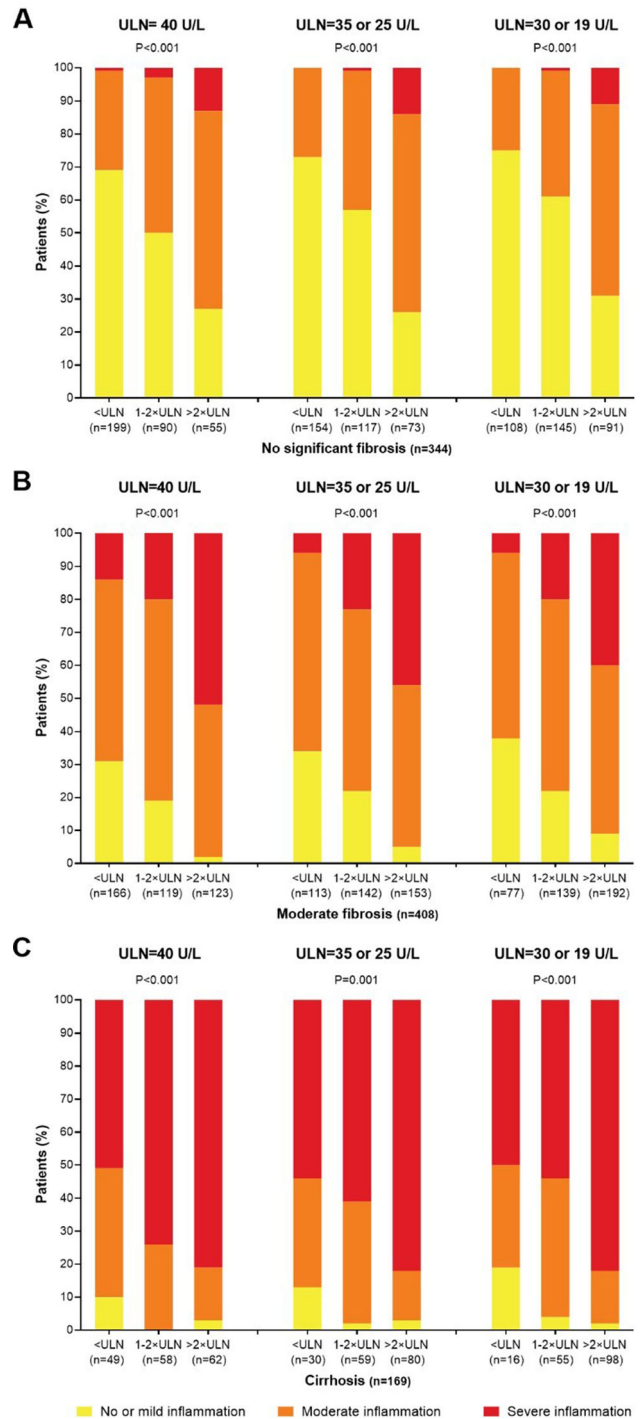 A
ULN= 40 U/L ULN=35 or 25 U/L ULN=30 or 19 U/L
P<0.001 P<0.001 P<0.001
100
90
80
70
60
50
40
30
20
10
0
Patients (%)
<ULN 1-2×ULN >2×ULN <ULN 1-2×ULN >2×ULN <ULN 1-2×ULN >2×ULN
(n=199) (n=90) (n=55) (n=154) (n=117) (n=73) (n=108) (n=145) (n=91)
No significant fibrosis (n=344)
B
ULN=40 U/L ULN=35 or 25 U/L ULN=30 or 19 U/L
P<0.001 P<0.001 P<0.001
100
90
80
70
60
50
40
30
20
10
0
Patients (%)
<ULN 1-2×ULN >2×ULN <ULN 1-2×ULN >2×ULN <ULN 1-2×ULN >2×ULN
(n=166) (n=119) (n=123) (n=113) (n=142) (n=153) (n=77) (n=139) (n=192)
Moderate fibrosis (n=408)
C
ULN=40 U/L ULN=35 or 25 U/L ULN=30 or 19 U/L
P<0.001 P=0.001 P<0.001
100
90
80
70
60
50
40
30
20
10
0
Patients (%)
<ULN 1-2×ULN >2×ULN <ULN 1-2×ULN >2×ULN <ULN 1-2×ULN >2×ULN
(n=49) (n=58) (n=62) (n=30) (n=59) (n=80) (n=16) (n=55) (n=98)
Cirrhosis (n=169)
No or mild inflammation Moderate inflammation Severe inflammation